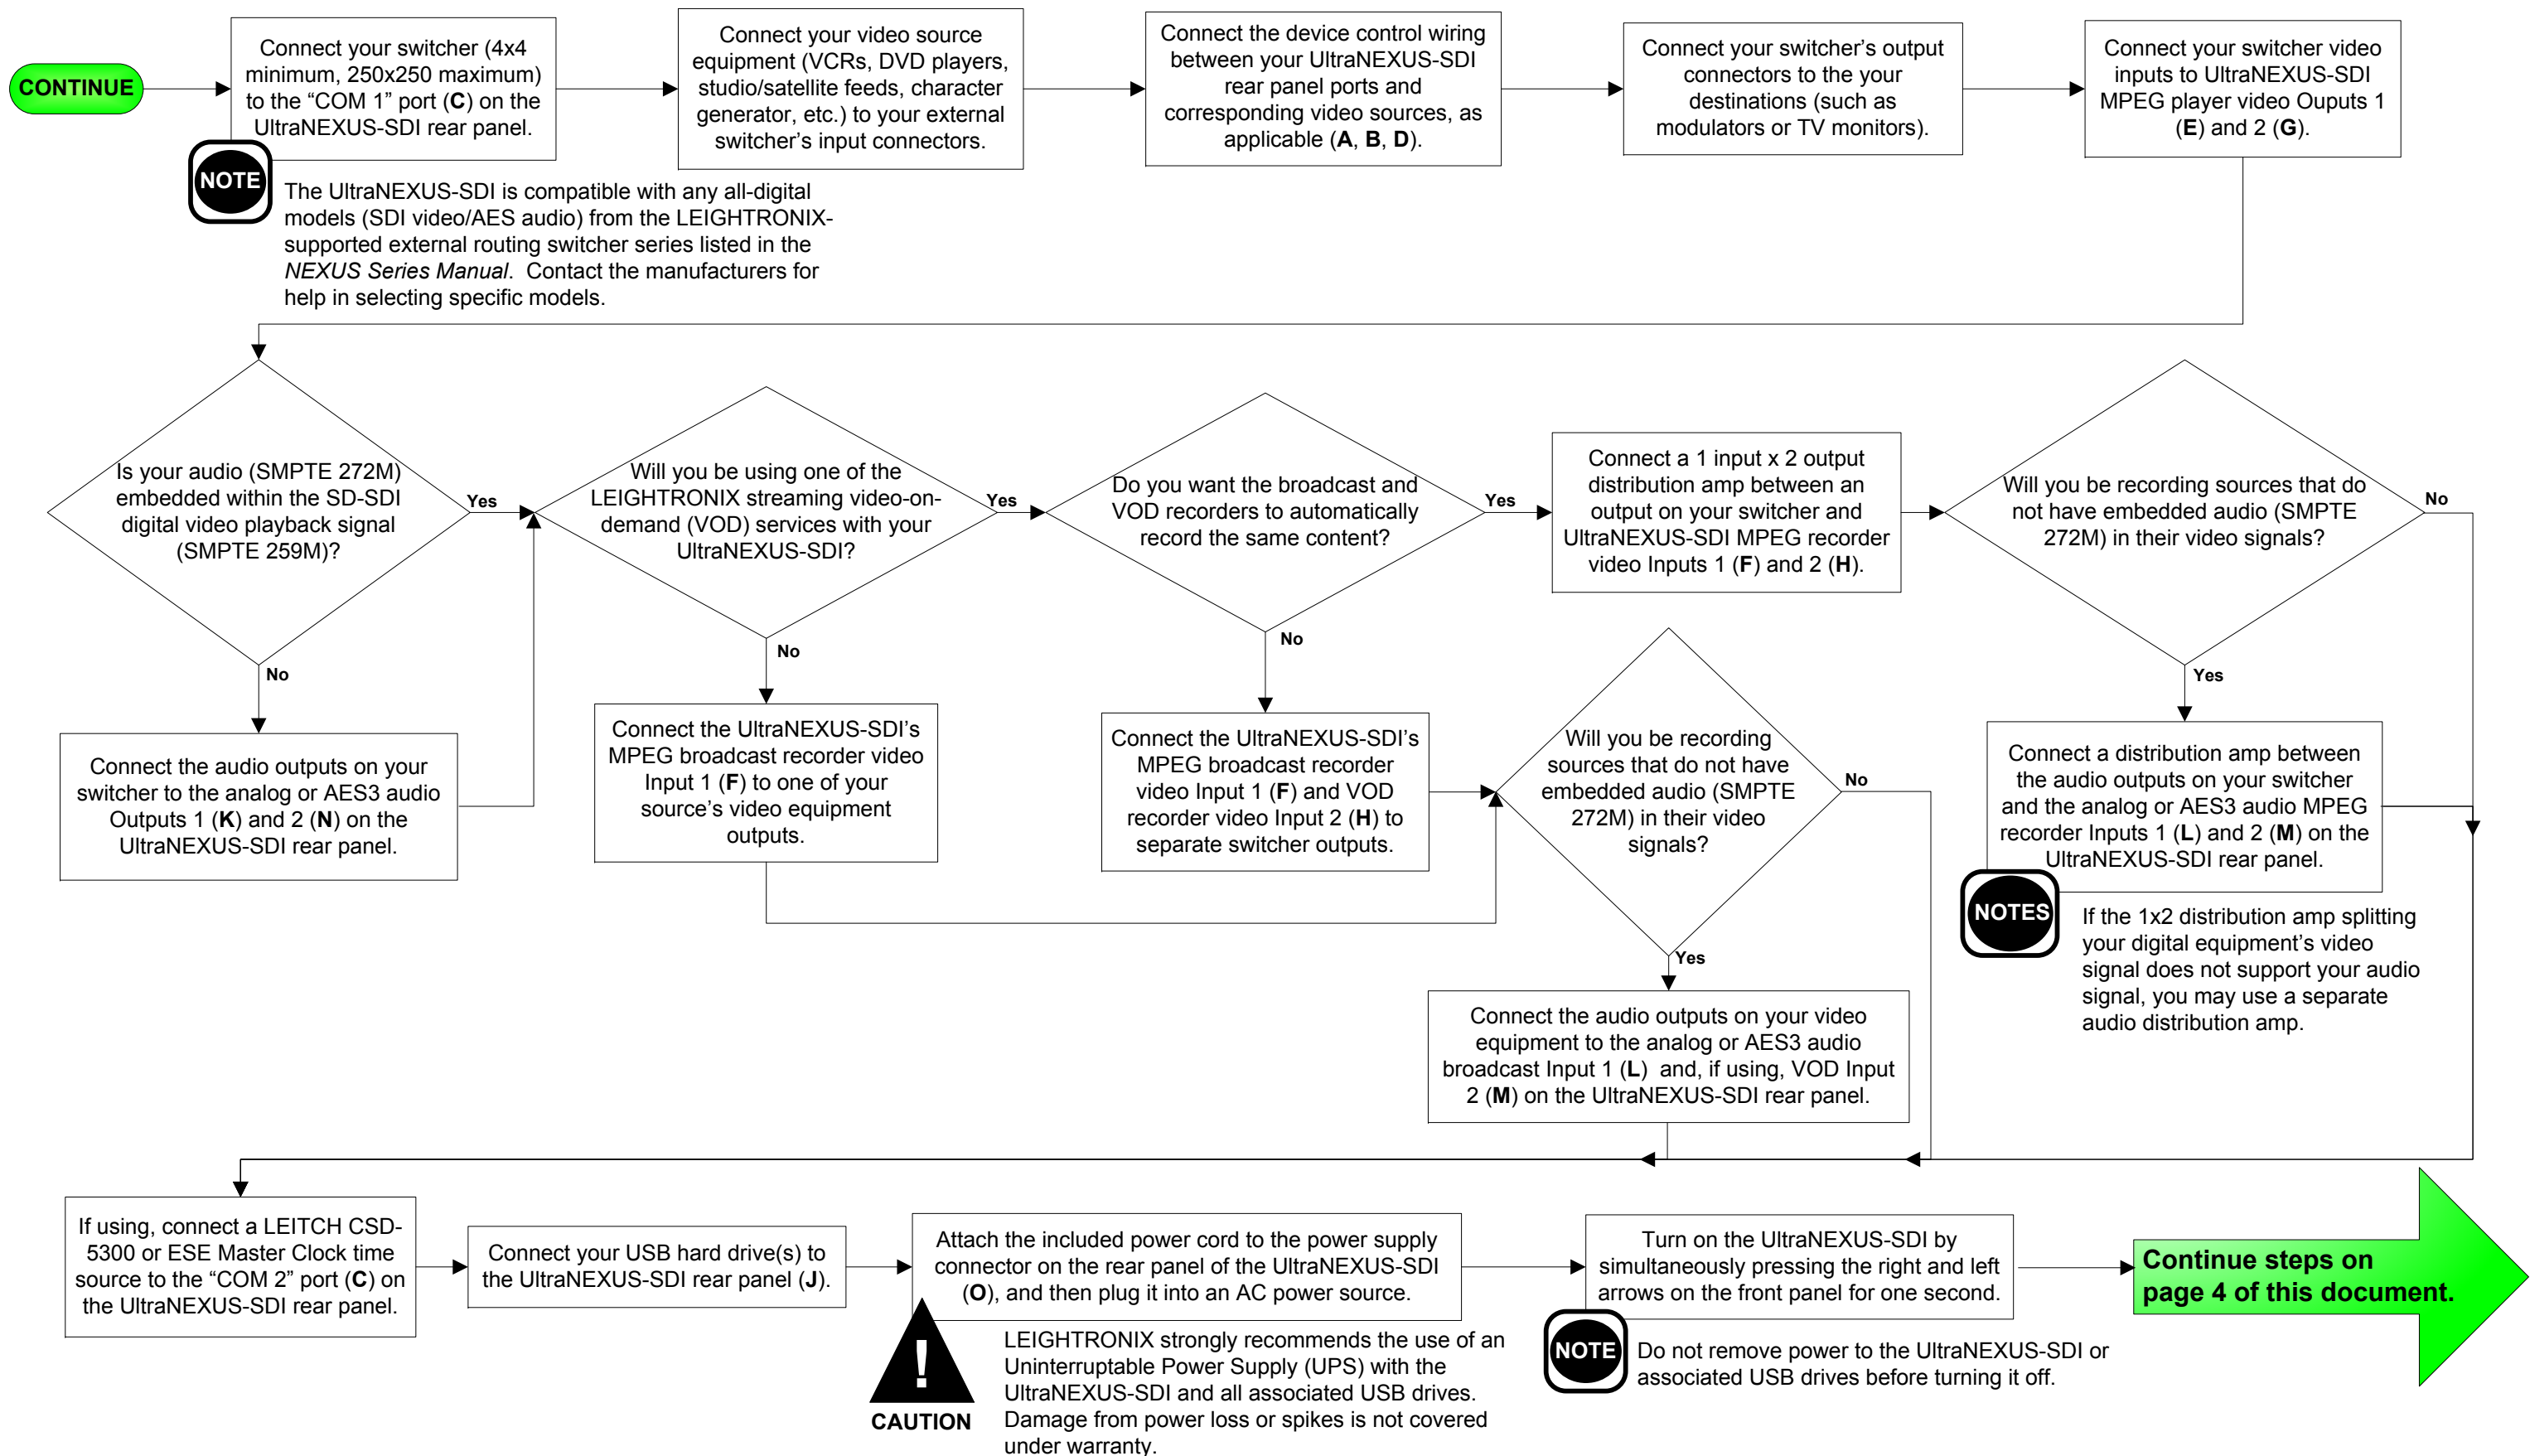 CONTINUE
Connect your switcher (4x4
minimum, 250x250 maximum)
to the “COM 1” port (C) on the
UltraNEXUS-SDI rear panel.
Connect your video source
equipment (VCRs, DVD players,
studio/satellite feeds, character
generator, etc.) to your external
switcher’s input connectors.
Connect the device control wiring
between your UltraNEXUS-SDI
rear panel ports and
corresponding video sources, as
applicable (A, B, D).
Connect your switcher’s output
connectors to the your
destinations (such as
modulators or TV monitors).
Connect your switcher video
inputs to UltraNEXUS-SDI
MPEG player video Ouputs 1
(E) and 2 (G).
NOTE
The UltraNEXUS-SDI is compatible with any all-digital
models (SDI video/AES audio) from the LEIGHTRONIX-
supported external routing switcher series listed in the
NEXUS Series Manual.  Contact the manufacturers for
help in selecting specific models.
Is your audio (SMPTE 272M)
embedded within the SD-SDI
digital video playback signal
(SMPTE 259M)?
Yes
No
Will you be using one of the
LEIGHTRONIX streaming video-on-
demand (VOD) services with your
UltraNEXUS-SDI?
Yes
No
Do you want the broadcast and
VOD recorders to automatically
record the same content?
Yes
No
Connect a 1 input x 2 output
distribution amp between an
output on your switcher and
UltraNEXUS-SDI MPEG recorder
video Inputs 1 (F) and 2 (H).
Will you be recording sources that do
not have embedded audio (SMPTE
272M) in their video signals?
No
Yes
Connect the audio outputs on your
switcher to the analog or AES3 audio
Outputs 1 (K) and 2 (N) on the
UltraNEXUS-SDI rear panel.
Connect the UltraNEXUS-SDI’s
MPEG broadcast recorder video
Input 1 (F) to one of your
source’s video equipment
outputs.
Connect the UltraNEXUS-SDI’s
MPEG broadcast recorder
video Input 1 (F) and VOD
recorder video Input 2 (H) to
separate switcher outputs.
Will you be recording
sources that do not have
embedded audio (SMPTE
272M) in their video
signals?
No
Yes
Connect a distribution amp between
the audio outputs on your switcher
and the analog or AES3 audio MPEG
recorder Inputs 1 (L) and 2 (M) on the
UltraNEXUS-SDI rear panel.
NOTES
If the 1x2 distribution amp splitting
your digital equipment’s video
signal does not support your audio
signal, you may use a separate
audio distribution amp.
Connect the audio outputs on your video
equipment to the analog or AES3 audio
broadcast Input 1 (L)  and, if using, VOD Input
2 (M) on the UltraNEXUS-SDI rear panel.
If using, connect a LEITCH CSD-
5300 or ESE Master Clock time
source to the “COM 2” port (C) on
the UltraNEXUS-SDI rear panel.
Connect your USB hard drive(s) to
the UltraNEXUS-SDI rear panel (J).
Attach the included power cord to the power supply
connector on the rear panel of the UltraNEXUS-SDI
(O), and then plug it into an AC power source.
Turn on the UltraNEXUS-SDI by
simultaneously pressing the right and left
arrows on the front panel for one second.
Continue steps on
page 4 of this document.
!
CAUTION
LEIGHTRONIX strongly recommends the use of an
Uninterruptable Power Supply (UPS) with the
UltraNEXUS-SDI and all associated USB drives.
Damage from power loss or spikes is not covered
under warranty.
NOTE
Do not remove power to the UltraNEXUS-SDI or
associated USB drives before turning it off.